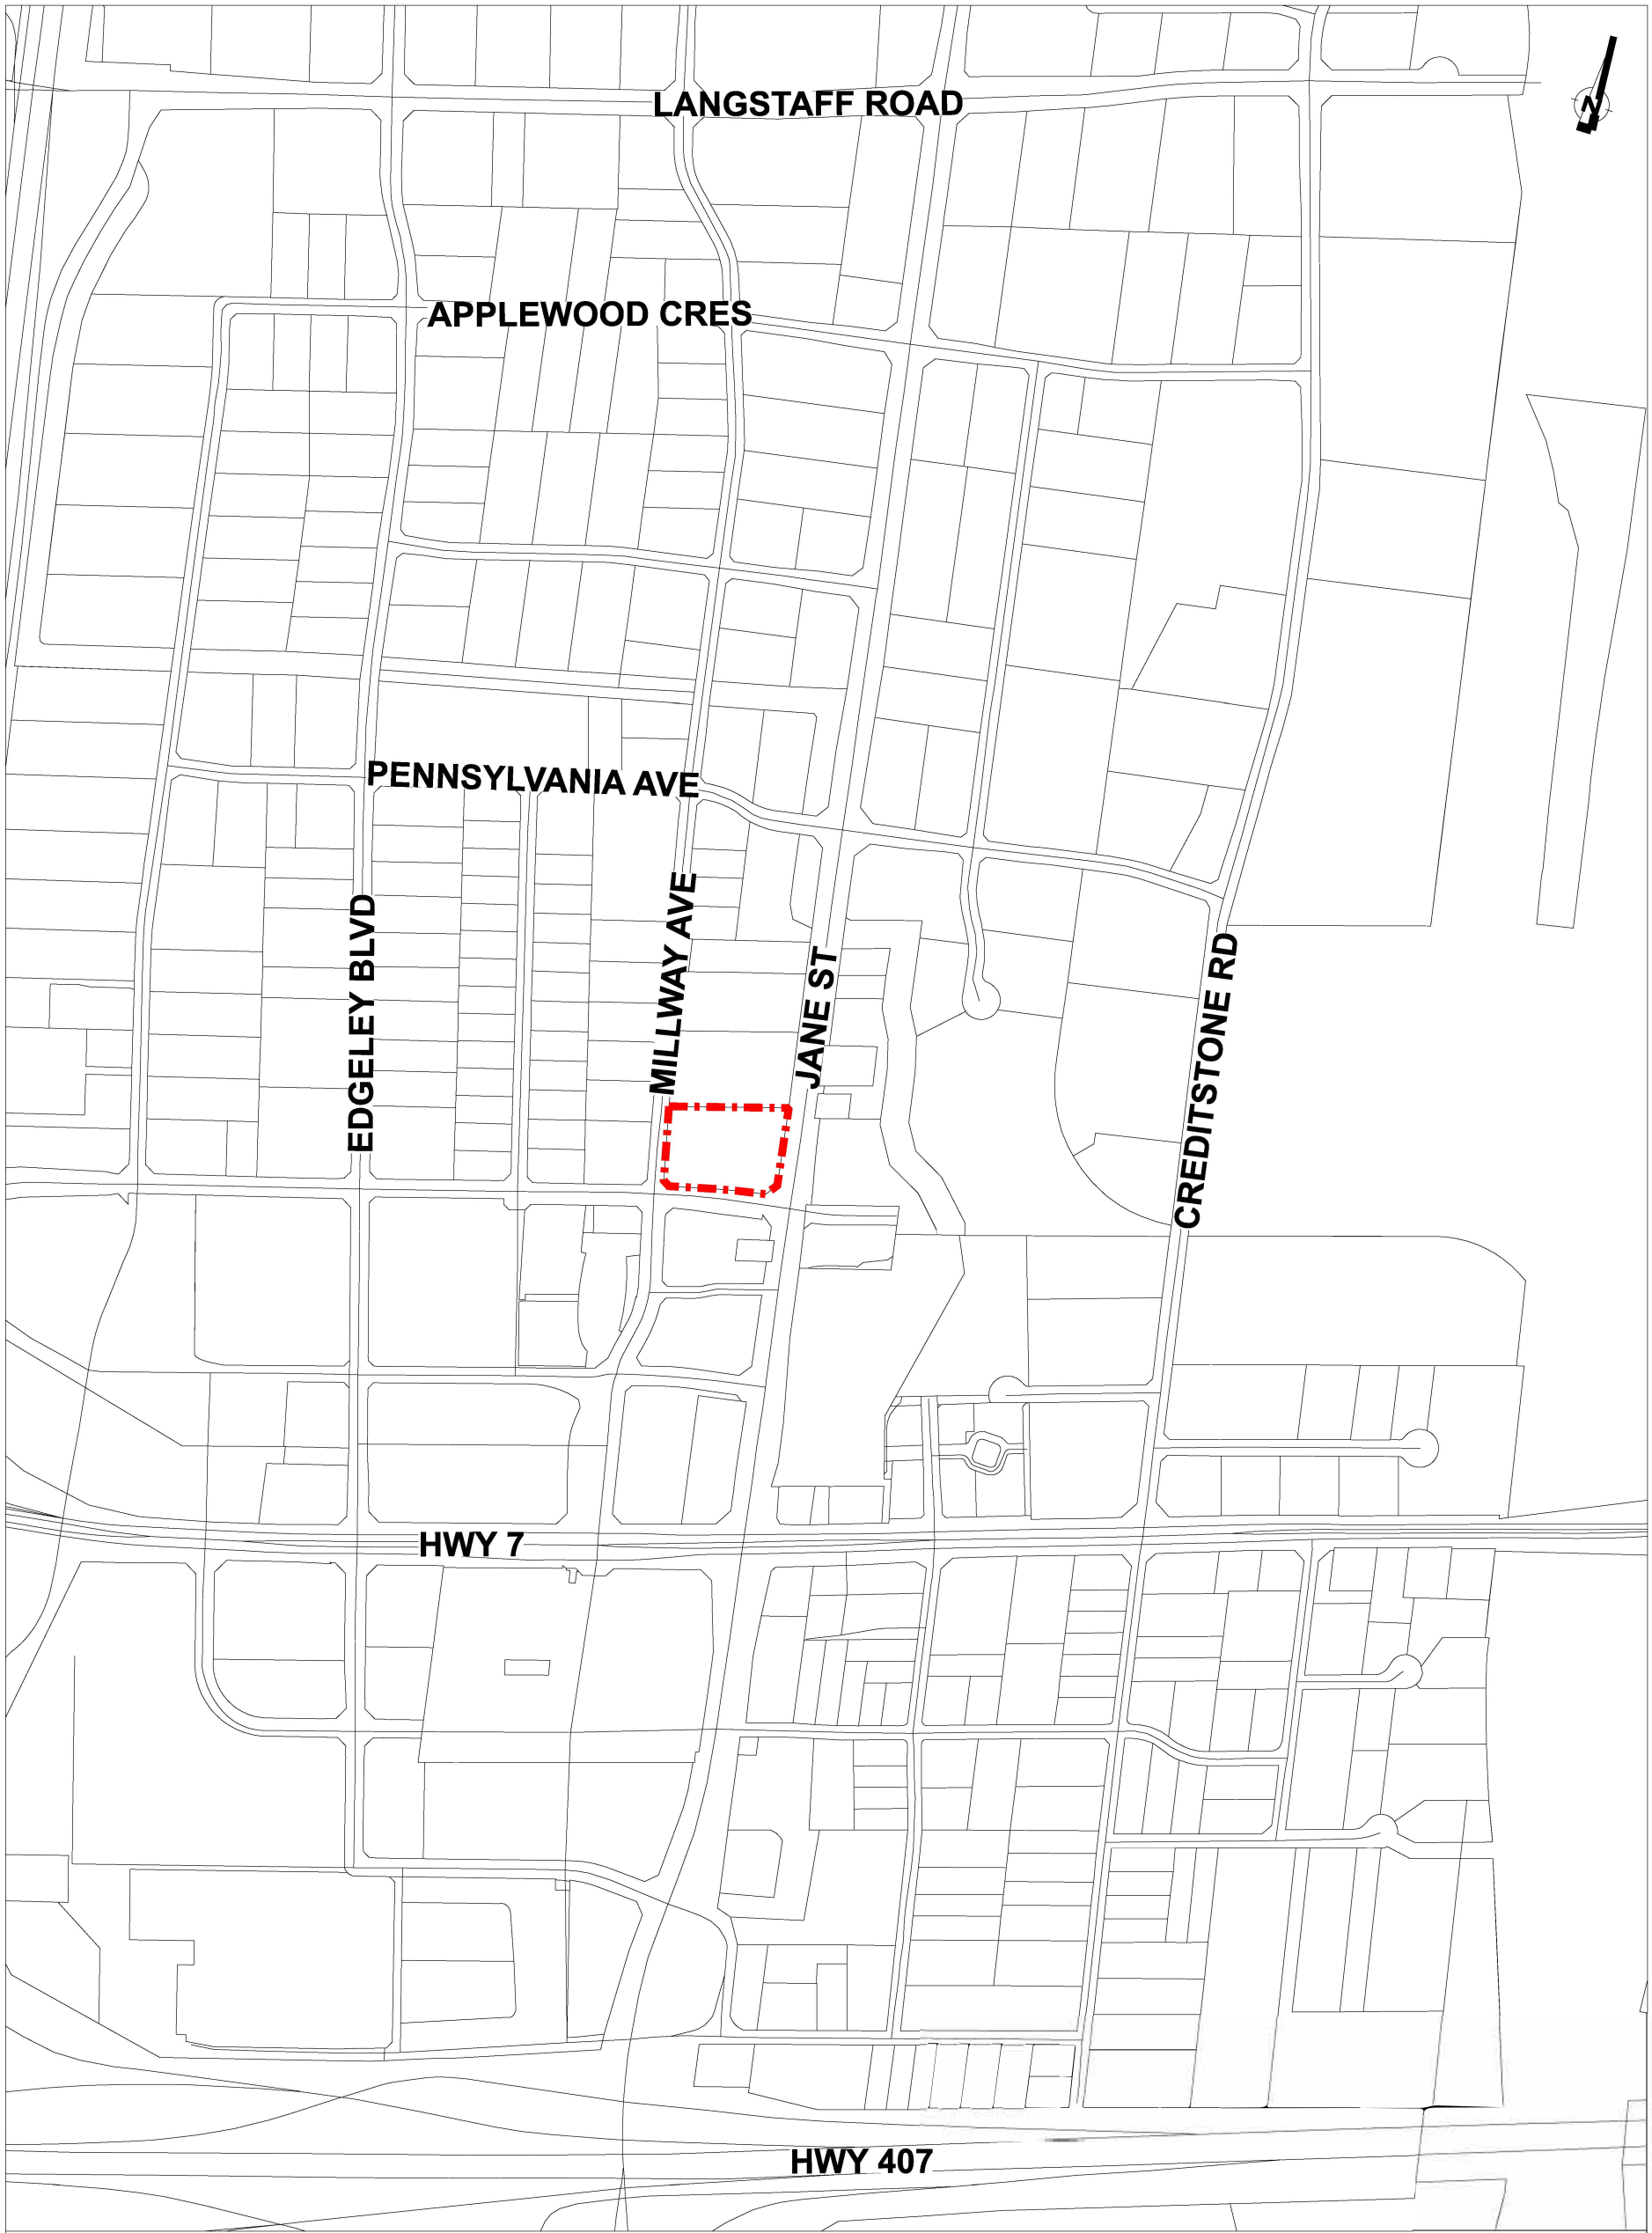 LANGSTAFF ROAD
N
APPLEWOOD CRES
PENNSYLVANIA AVE
EDGELEY BLVD
MILLWAY AVE
JANE ST
CREDITSTONE RD
HWY 7
HWY 407